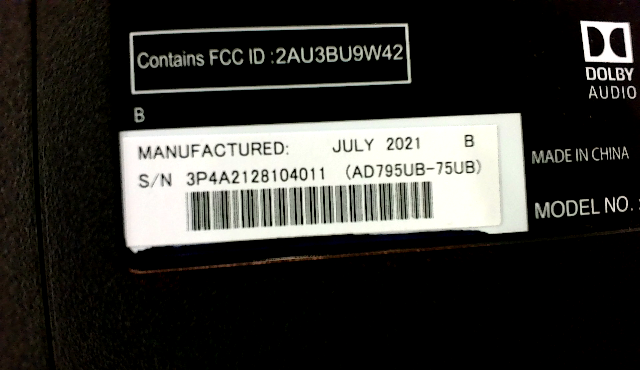 Contains FCC ID :2AU3BU9W42
DOLBY
AUDIO
B
MANUFACTURED: JULY 2021 B
S/N 3P4A2128104011 (AD795UB-75UB)
MADE IN CHINA
MODEL NO.: